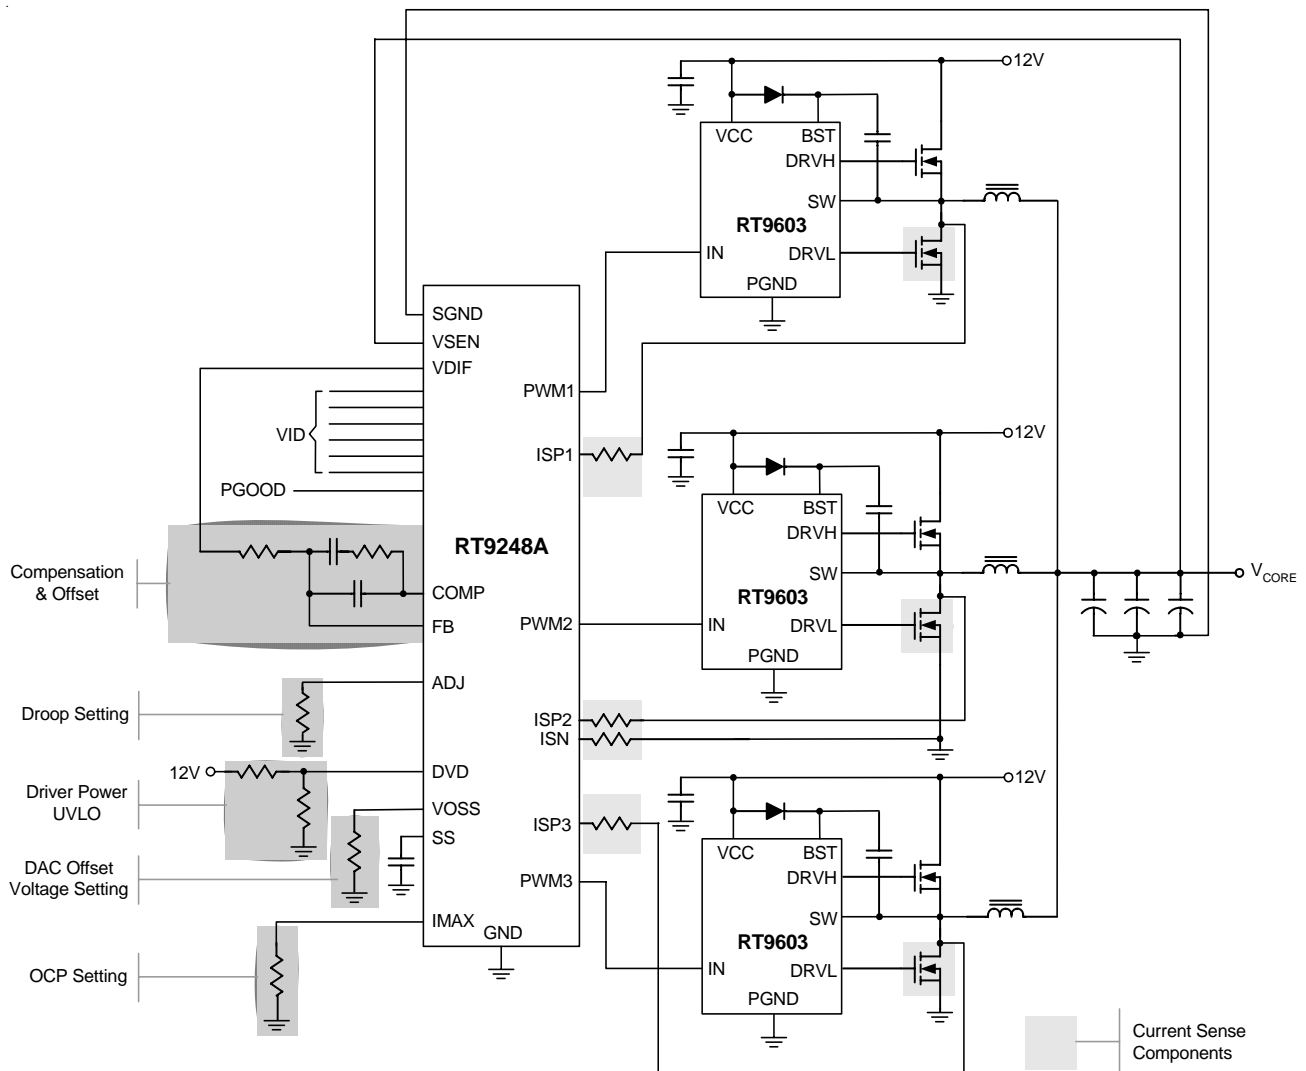 12V
VCC
BST
DRVH
SW
RT9603
IN
DRVL
PGND
SGND
VSEN
VDIF
PWM1
VID
ISP1
PGOOD
RT9248A
Compensation
& Offset
COMP
FB
PWM2
12V
VCC
BST
DRVH
SW
RT9603
IN
DRVL
PGND
VCORE
ADJ
Droop Setting
ISP2
ISN
12V
DVD
Driver Power
UVLO
VOSS
SS
ISP3
DAC Offset
Voltage Setting
PWM3
IMAX
GND
OCP Setting
12V
VCC
BST
DRVH
SW
RT9603
IN
DRVL
PGND
Current Sense
Components